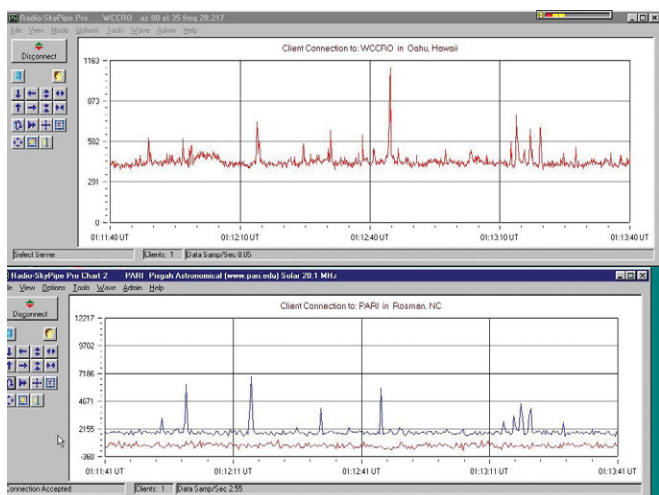 Radio-SkyPipe Pro WCCRO az 00 el 35 freq 20.217
File View Mode Options Tools Wave Admin Help
Disconnect
Client Connection to: WCCRO in Oahu, Hawaii
1163
873
582
291
0
01:11:40 UT 01:12:10 UT 01:12:40 UT 01:13:10 UT 01:13:40 UT
Select Server Clients: 1 Data Samp/Sec 8.05
Radio-SkyPipe Pro Chart 2 PARI Pisgah Astronomical (www.pari.edu) Solar 20.1 MHz
View Options Tools Wave Admin Help
Disconnect
Client Connection to: PARI in Rosman, NC
12217
9702
7186
4671
2155
-360
01:11:41 UT 01:12:11 UT 01:12:41 UT 01:13:11 UT 01:13:41 UT
Connection Accepted Clients: 1 Data Samp/Sec 2.55